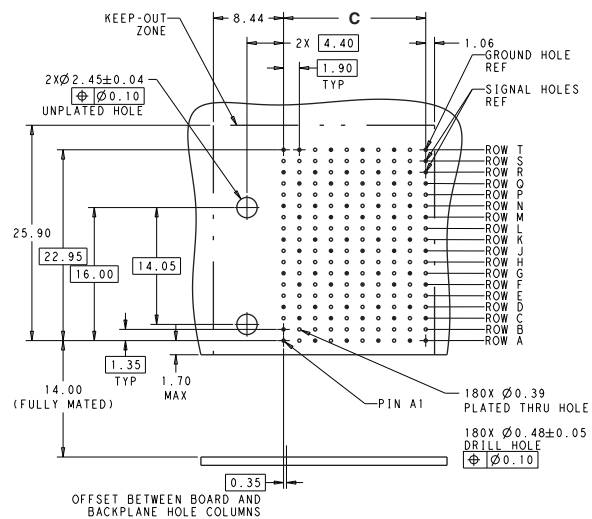 KEEP-OUT
ZONE
8.44
C
2X 4.40
1.06
1.90
TYP
GROUND HOLE
REF
SIGNAL HOLES
REF
2XØ2.45±0.04
⌖ Ø0.10
UNPLATED HOLE
ROW T
ROW S
ROW R
ROW Q
ROW P
ROW N
ROW M
ROW L
ROW K
ROW J
ROW H
ROW G
ROW F
ROW E
ROW D
ROW C
ROW B
ROW A
25.90
22.95
16.00
14.05
1.35
TYP
1.70
MAX
14.00
(FULLY MATED)
PIN A1
180X Ø0.39
PLATED THRU HOLE
180X Ø0.48±0.05
DRILL HOLE
⌖ Ø0.10
0.35
OFFSET BETWEEN BOARD AND
BACKPLANE HOLE COLUMNS